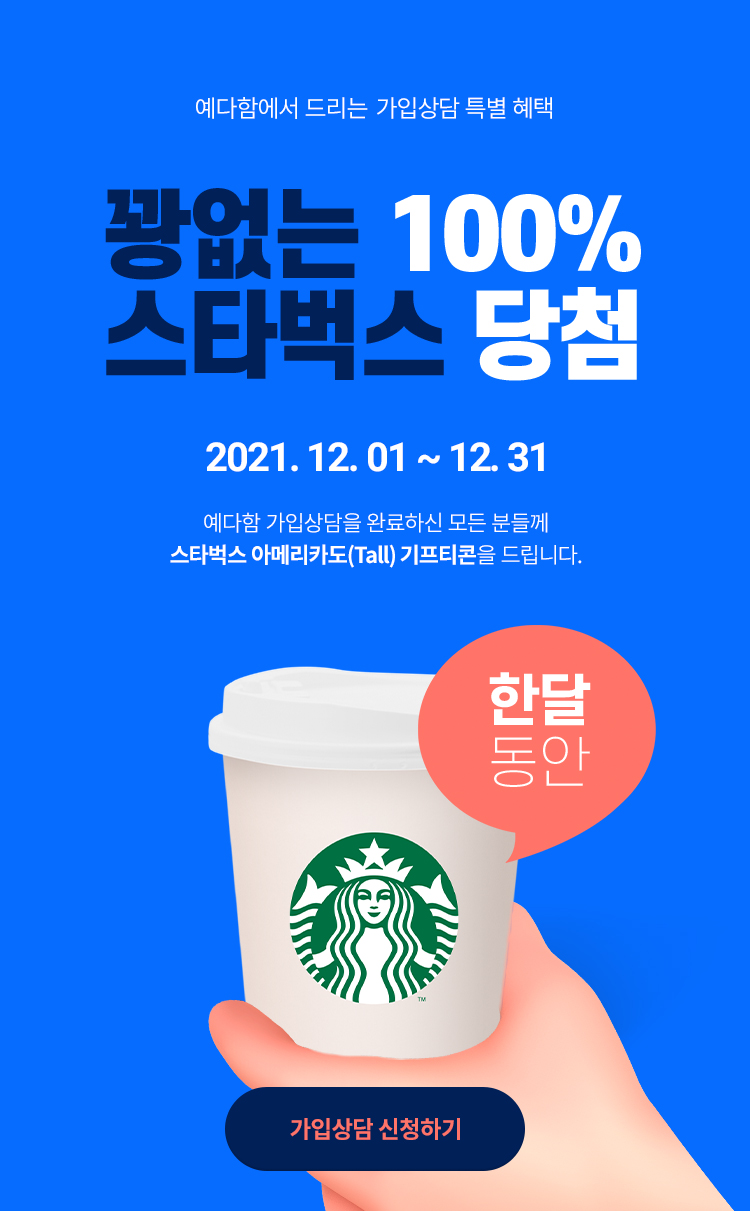 예다함에서 드리는 가입상담 특별 혜택
꽝없는 100%
스타벅스 당첨
2021. 12. 01 ~ 12. 31
예다함 가입상담을 완료하신 모든 분들께
스타벅스 아메리카도(Tall) 기프티콘을 드립니다.
한달
동안
TM
가입상담 신청하기